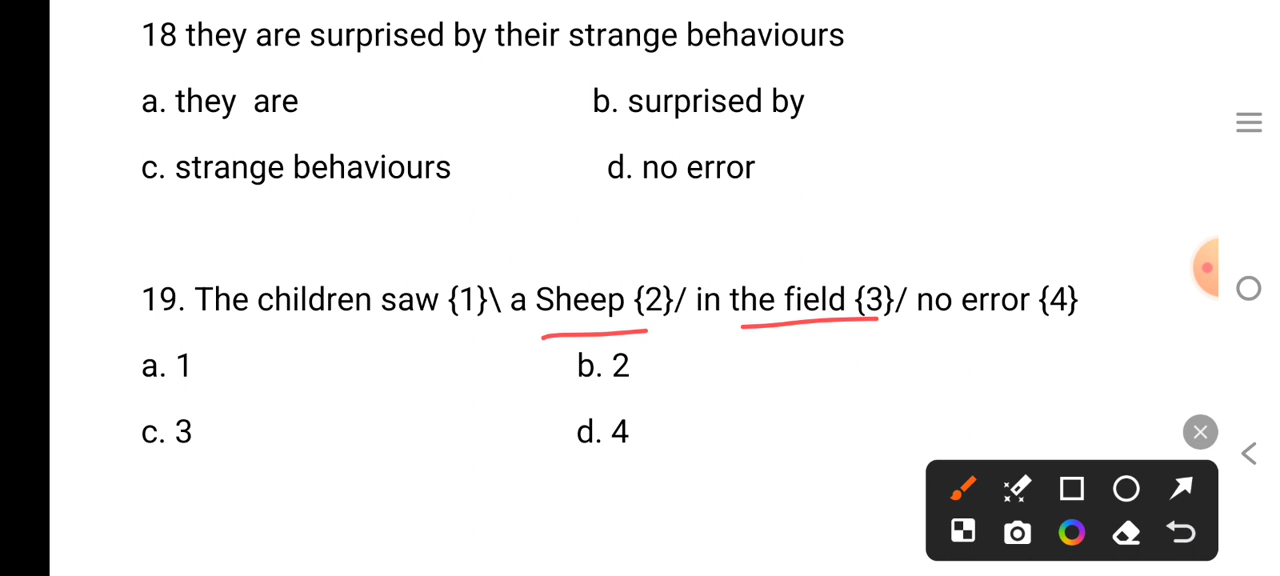 18 they are surprised by their strange behaviours
a. they are
b. surprised by
c. strange behaviours
d. no error
19. The children saw {1}\ a Sheep {2}/ in the field {3}/ no error {4}
a. 1
b. 2
c. 3
d. 4